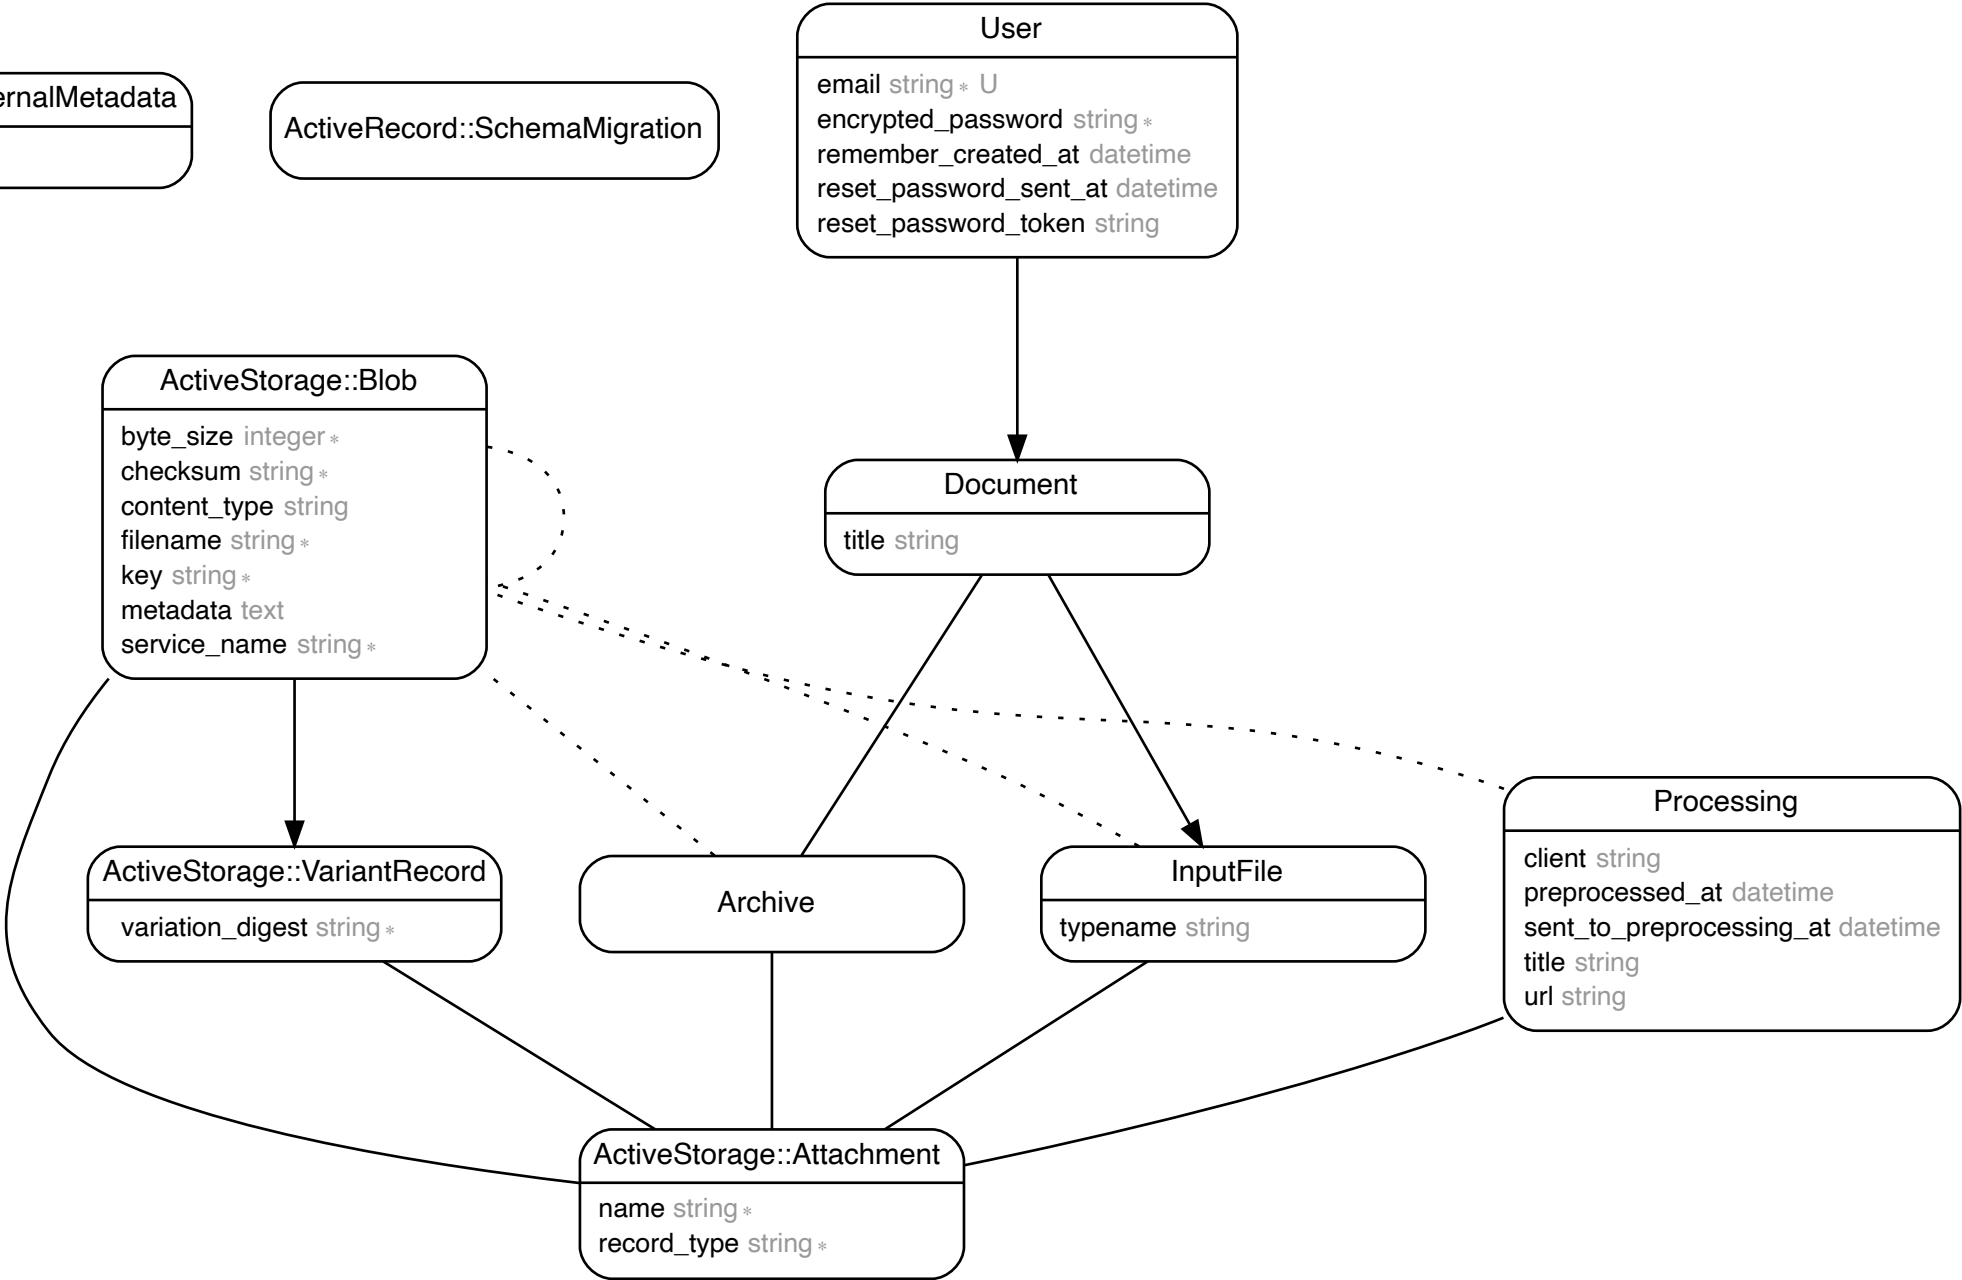 ernalMetadata
ActiveRecord::SchemaMigration
User
email string * U
encrypted_password string *
remember_created_at datetime
reset_password_sent_at datetime
reset_password_token string
ActiveStorage::Blob
byte_size integer *
checksum string *
content_type string
filename string *
key string *
metadata text
service_name string *
Document
title string
ActiveStorage::VariantRecord
variation_digest string *
Archive
InputFile
typename string
Processing
client string
preprocessed_at datetime
sent_to_preprocessing_at datetime
title string
url string
ActiveStorage::Attachment
name string *
record_type string *